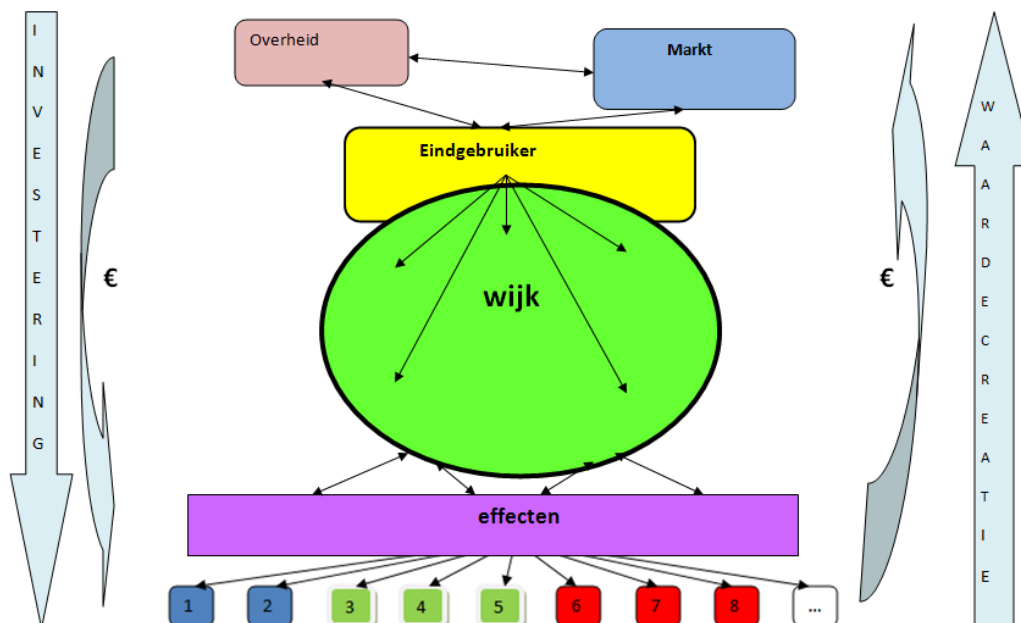 INVESTERING
Overheid
Markt
Eindgebruiker
wijk
€
€
WAARDECREATIE
effecten
1
2
3
4
5
6
7
8
...